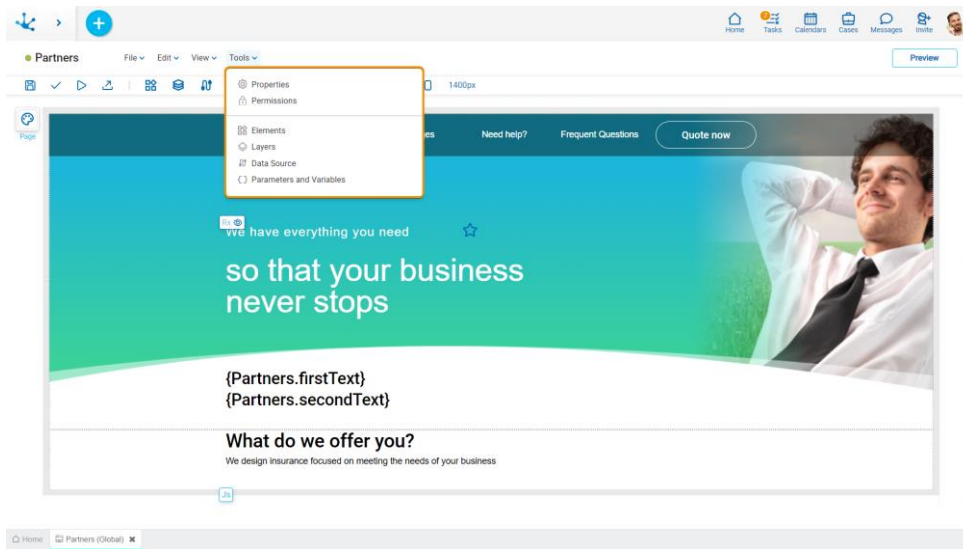 Home
7
Tasks
Calendars
Cases
Messages
Invite
Partners
File
Edit
View
Tools
Preview
1400px
Properties
Permissions
Elements
Layers
Data Source
{ } Parameters and Variables
Page
Need help?
Frequent Questions
Quote now
We have everything you need
so that your business
never stops
{Partners.firstText}
{Partners.secondText}
What do we offer you?
We design insurance focused on meeting the needs of your business
Js
Home
Partners (Global)